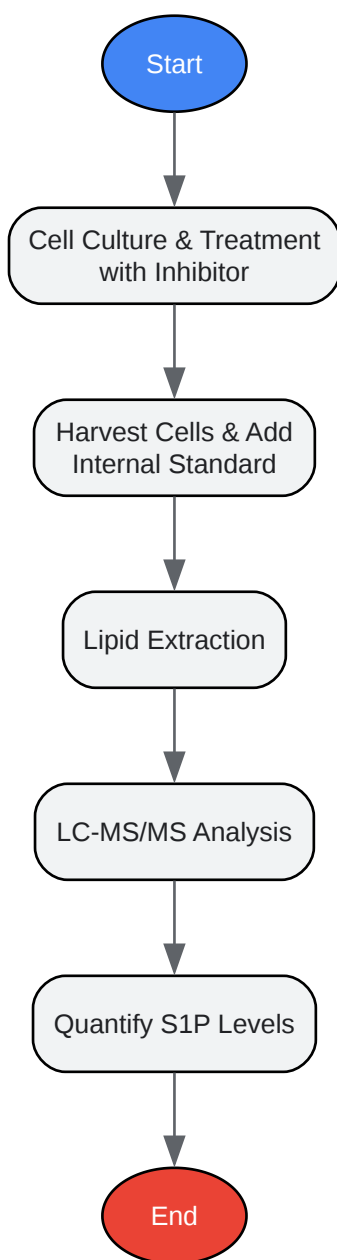 Start
Cell Culture & Treatment
with Inhibitor
Harvest Cells & Add
Internal Standard
Lipid Extraction
LC-MS/MS Analysis
Quantify S1P Levels
End